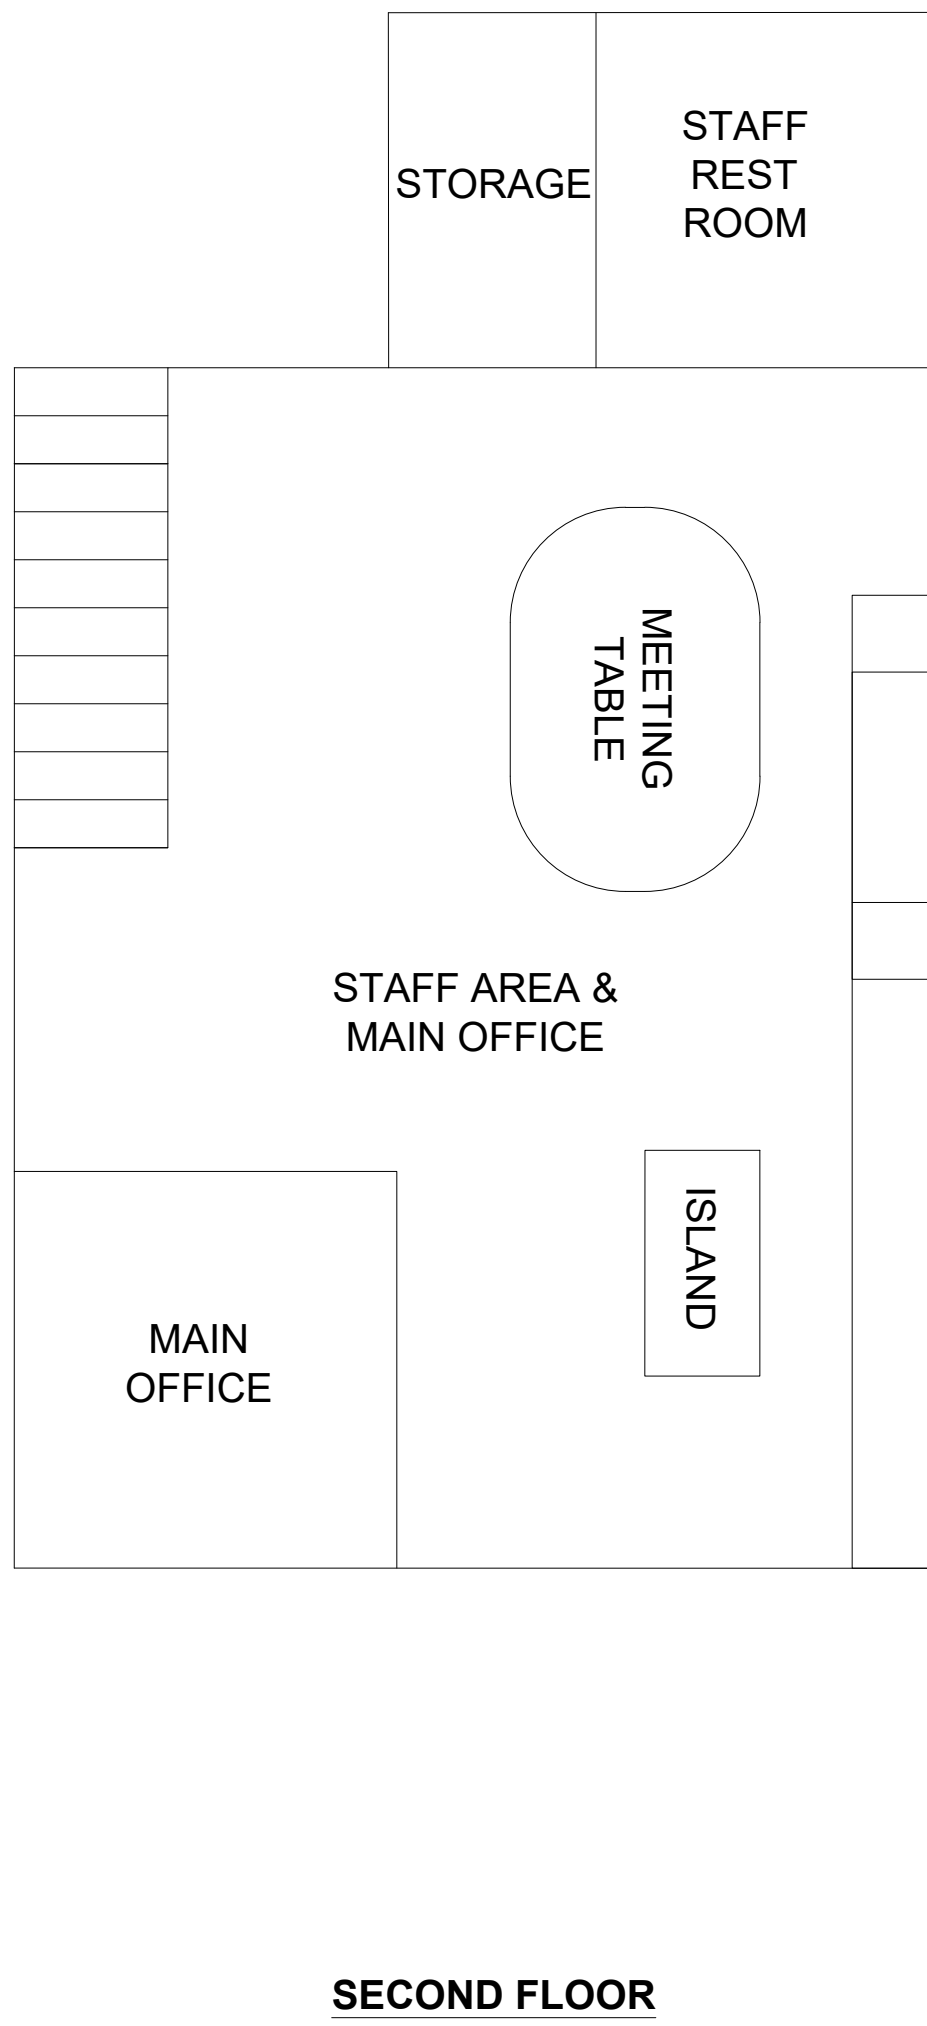 STORAGE
STAFF
REST
ROOM
MEETING
TABLE
STAFF AREA &
MAIN OFFICE
ISLAND
MAIN
OFFICE
SECOND FLOOR